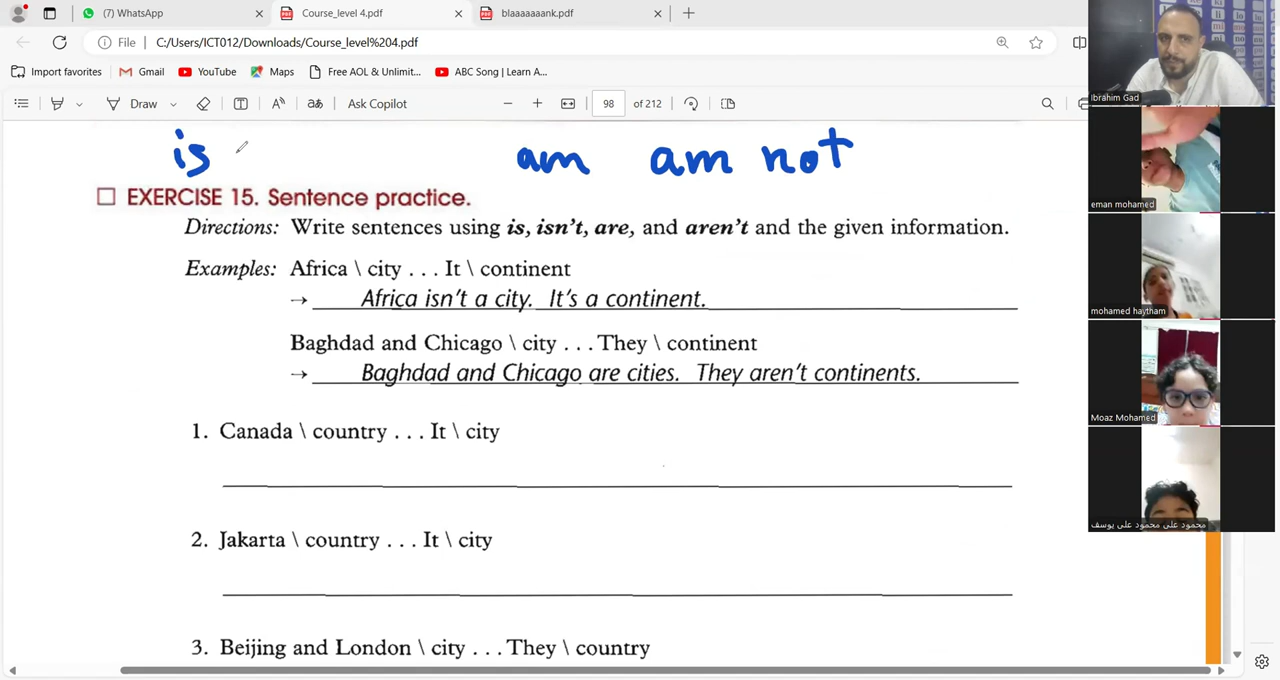 (7) WhatsApp
Course_level 4.pdf
blaaaaaaank.pdf
File C:/Users/ICT012/Downloads/Course_level%204.pdf
Import favorites Gmail YouTube Maps Free AOL & Unlimit... ABC Song | Learn A...
Draw Ask Copilot 98 of 212
is am am not
EXERCISE 15. Sentence practice.
Directions: Write sentences using is, isn't, are, and aren't and the given information.
Examples: Africa \ city . . . It \ continent
→ Africa isn't a city. It's a continent.
Baghdad and Chicago \ city . . . They \ continent
→ Baghdad and Chicago are cities. They aren't continents.
1. Canada \ country . . . It \ city
2. Jakarta \ country . . . It \ city
3. Beijing and London \ city . . . They \ country
Ibrahim Gad
eman mohamed
mohamed haytham
Moaz Mohamed
محمود علي محمود علي يوسف